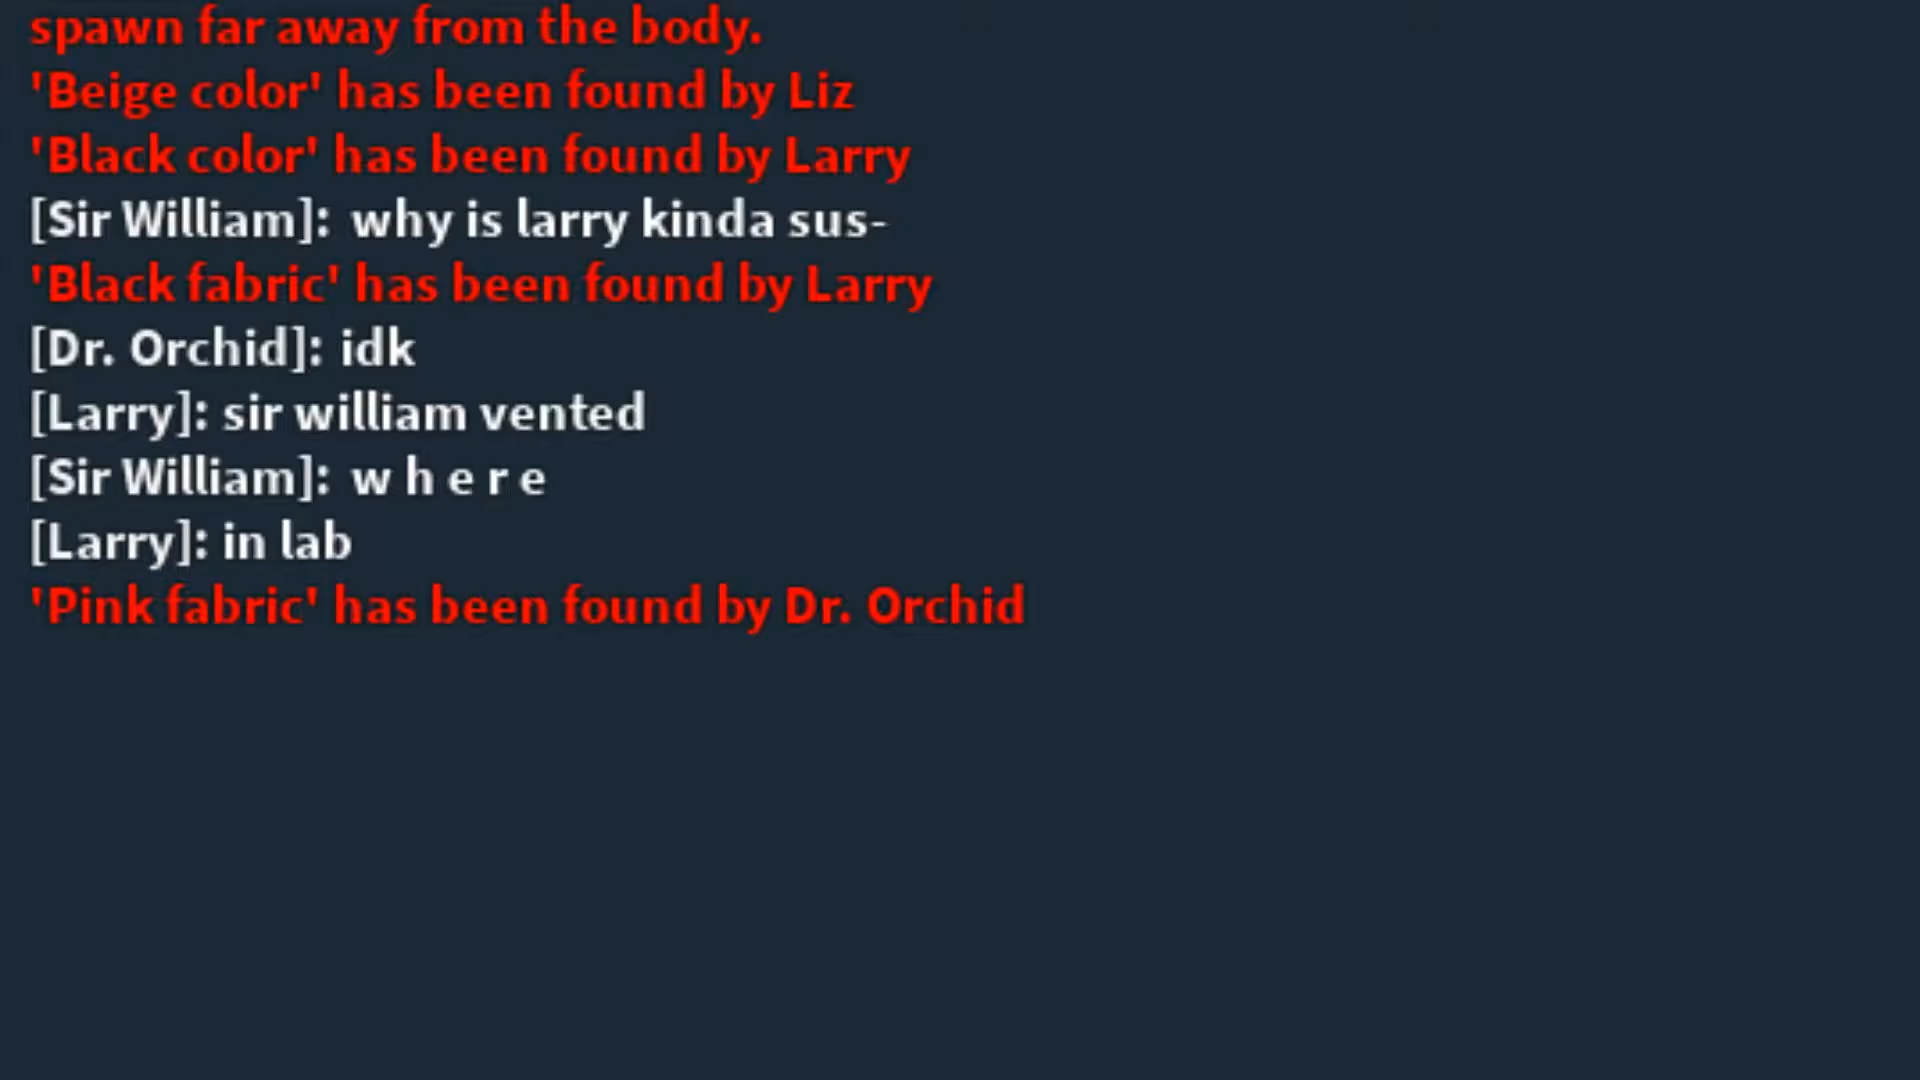 spawn far away from the body.
'Beige color' has been found by Liz
'Black color' has been found by Larry
[Sir William]: why is larry kinda sus-
'Black fabric' has been found by Larry
[Dr. Orchid]: idk
[Larry]: sir william vented
[Sir William]: w h e r e
[Larry]: in lab
'Pink fabric' has been found by Dr. Orchid